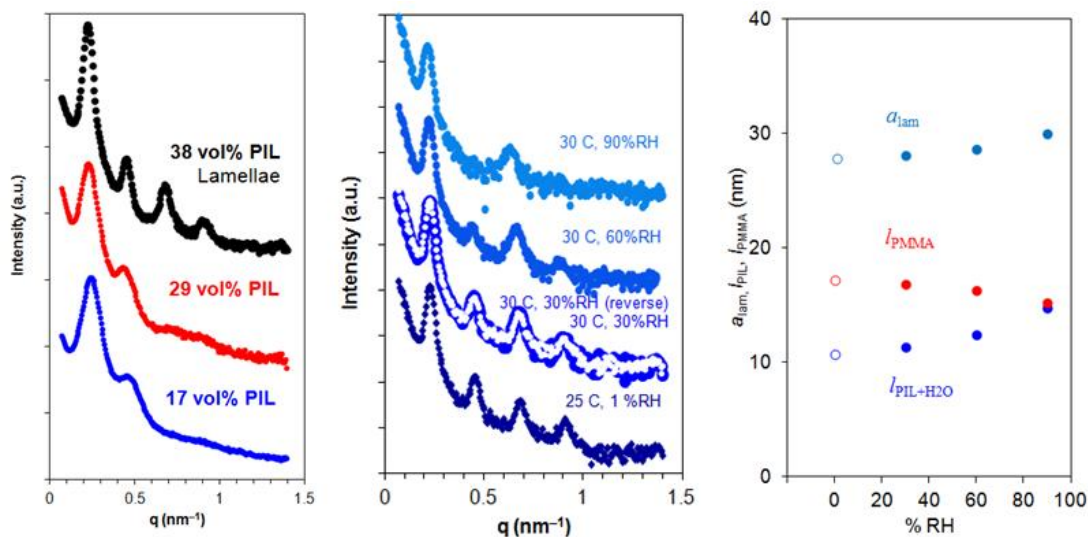 Intensity (a.u.)
38 vol% PIL
Lamellae
29 vol% PIL
17 vol% PIL
0
0.5
1
1.5
q (nm⁻¹)
Intensity (a.u.)
30 C, 90%RH
30 C, 60%RH
30 C, 30%RH (reverse)
30 C, 30%RH
25 C, 1 %RH
0
0.5
1
1.5
q (nm⁻¹)
a_lam, l_PIL, l_PMMA (nm)
40
30
20
10
0
a_lam
l_PMMA
l_PIL+H2O
0
20
40
60
80
100
% RH